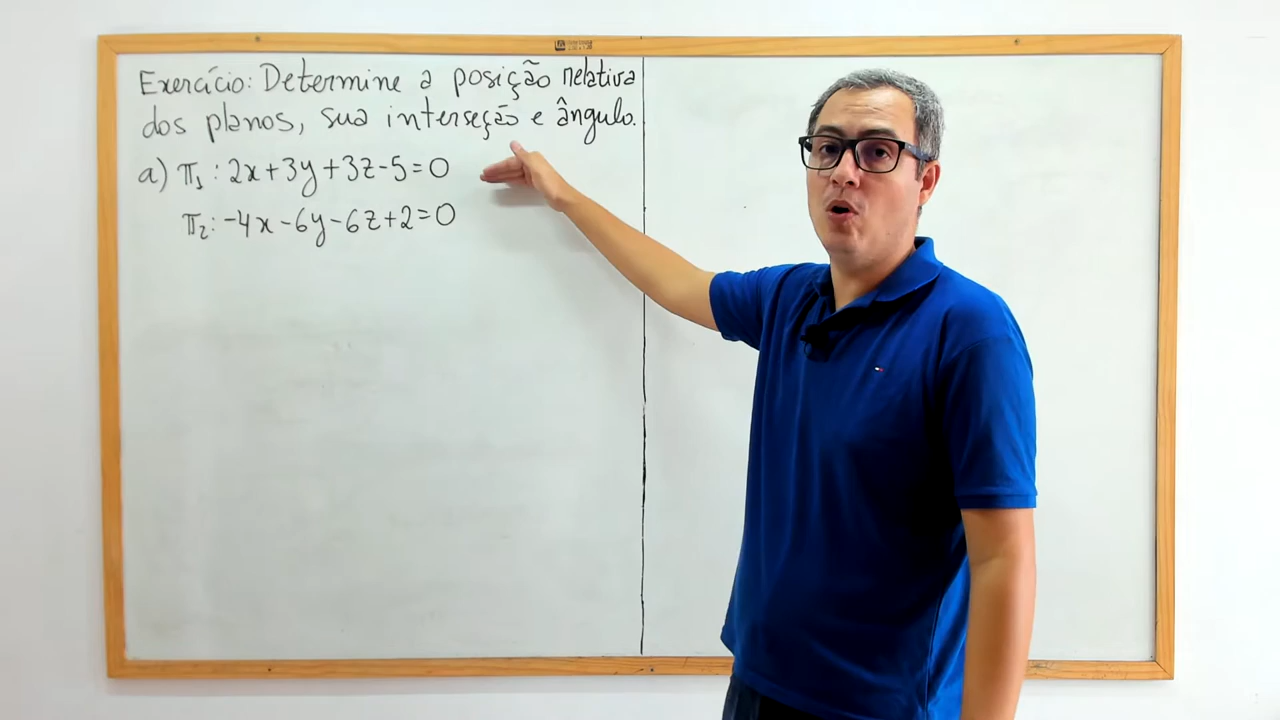 Exercício: Determine a posição relativa
dos planos, sua interseção e ângulo.
a) π₁: 2x+3y+3z-5=0
π₂: -4x-6y-6z+2=0